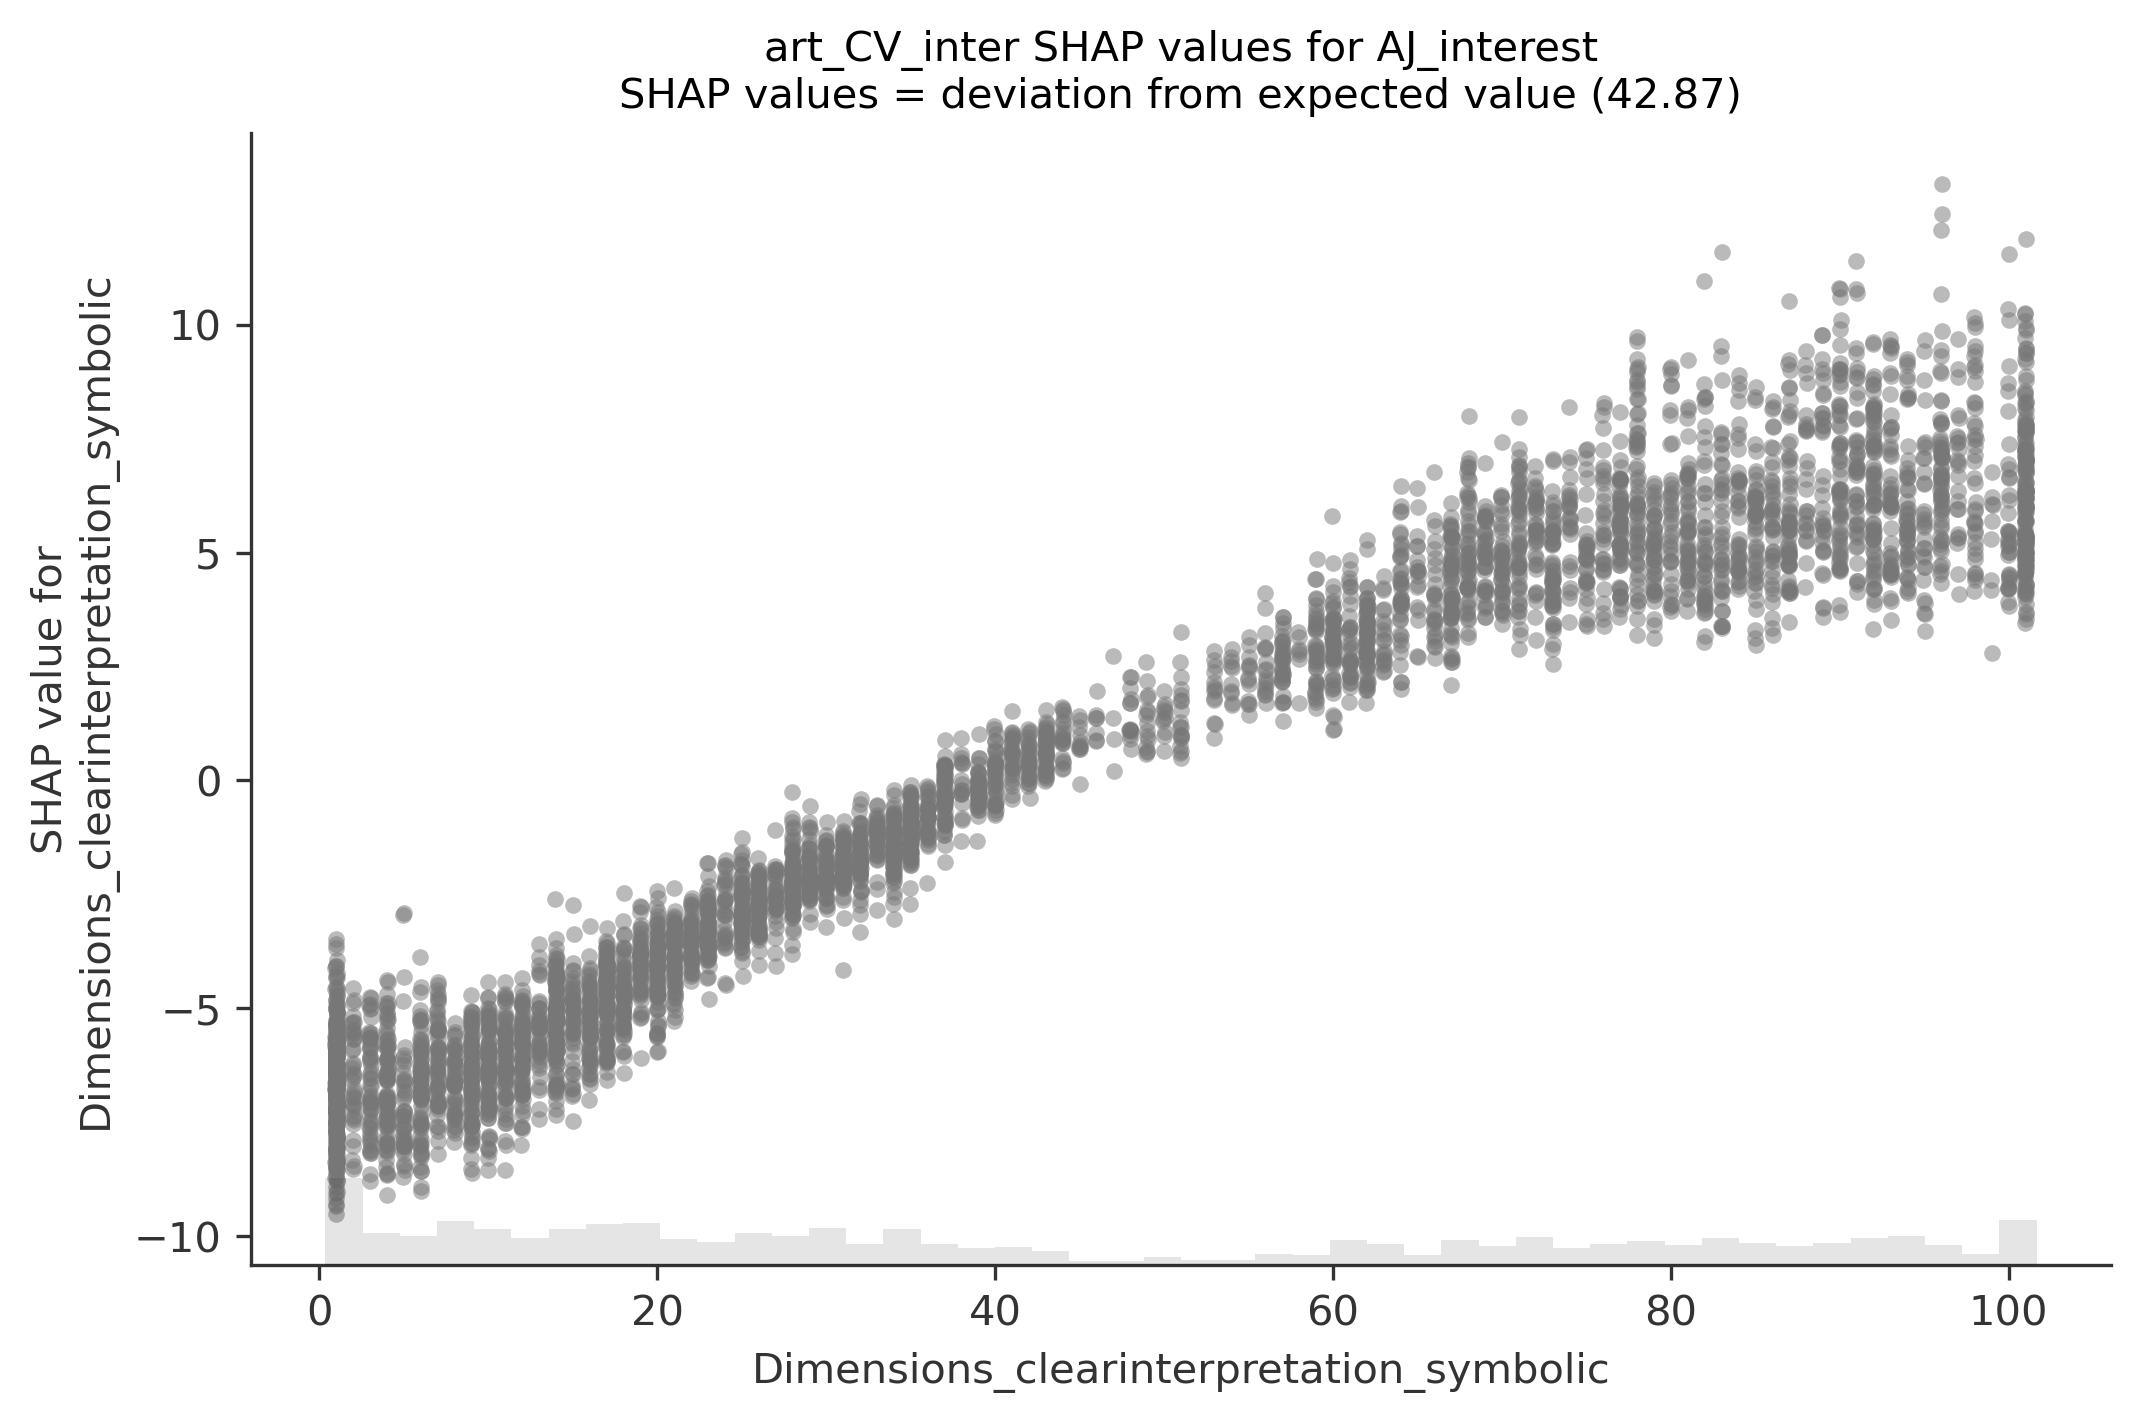 art_CV_inter SHAP values for AJ_interest
SHAP values = deviation from expected value (42.87)
SHAP value for
Dimensions_clearinterpretation_symbolic
10
5
0
−5
−10
0
20
40
60
80
100
Dimensions_clearinterpretation_symbolic